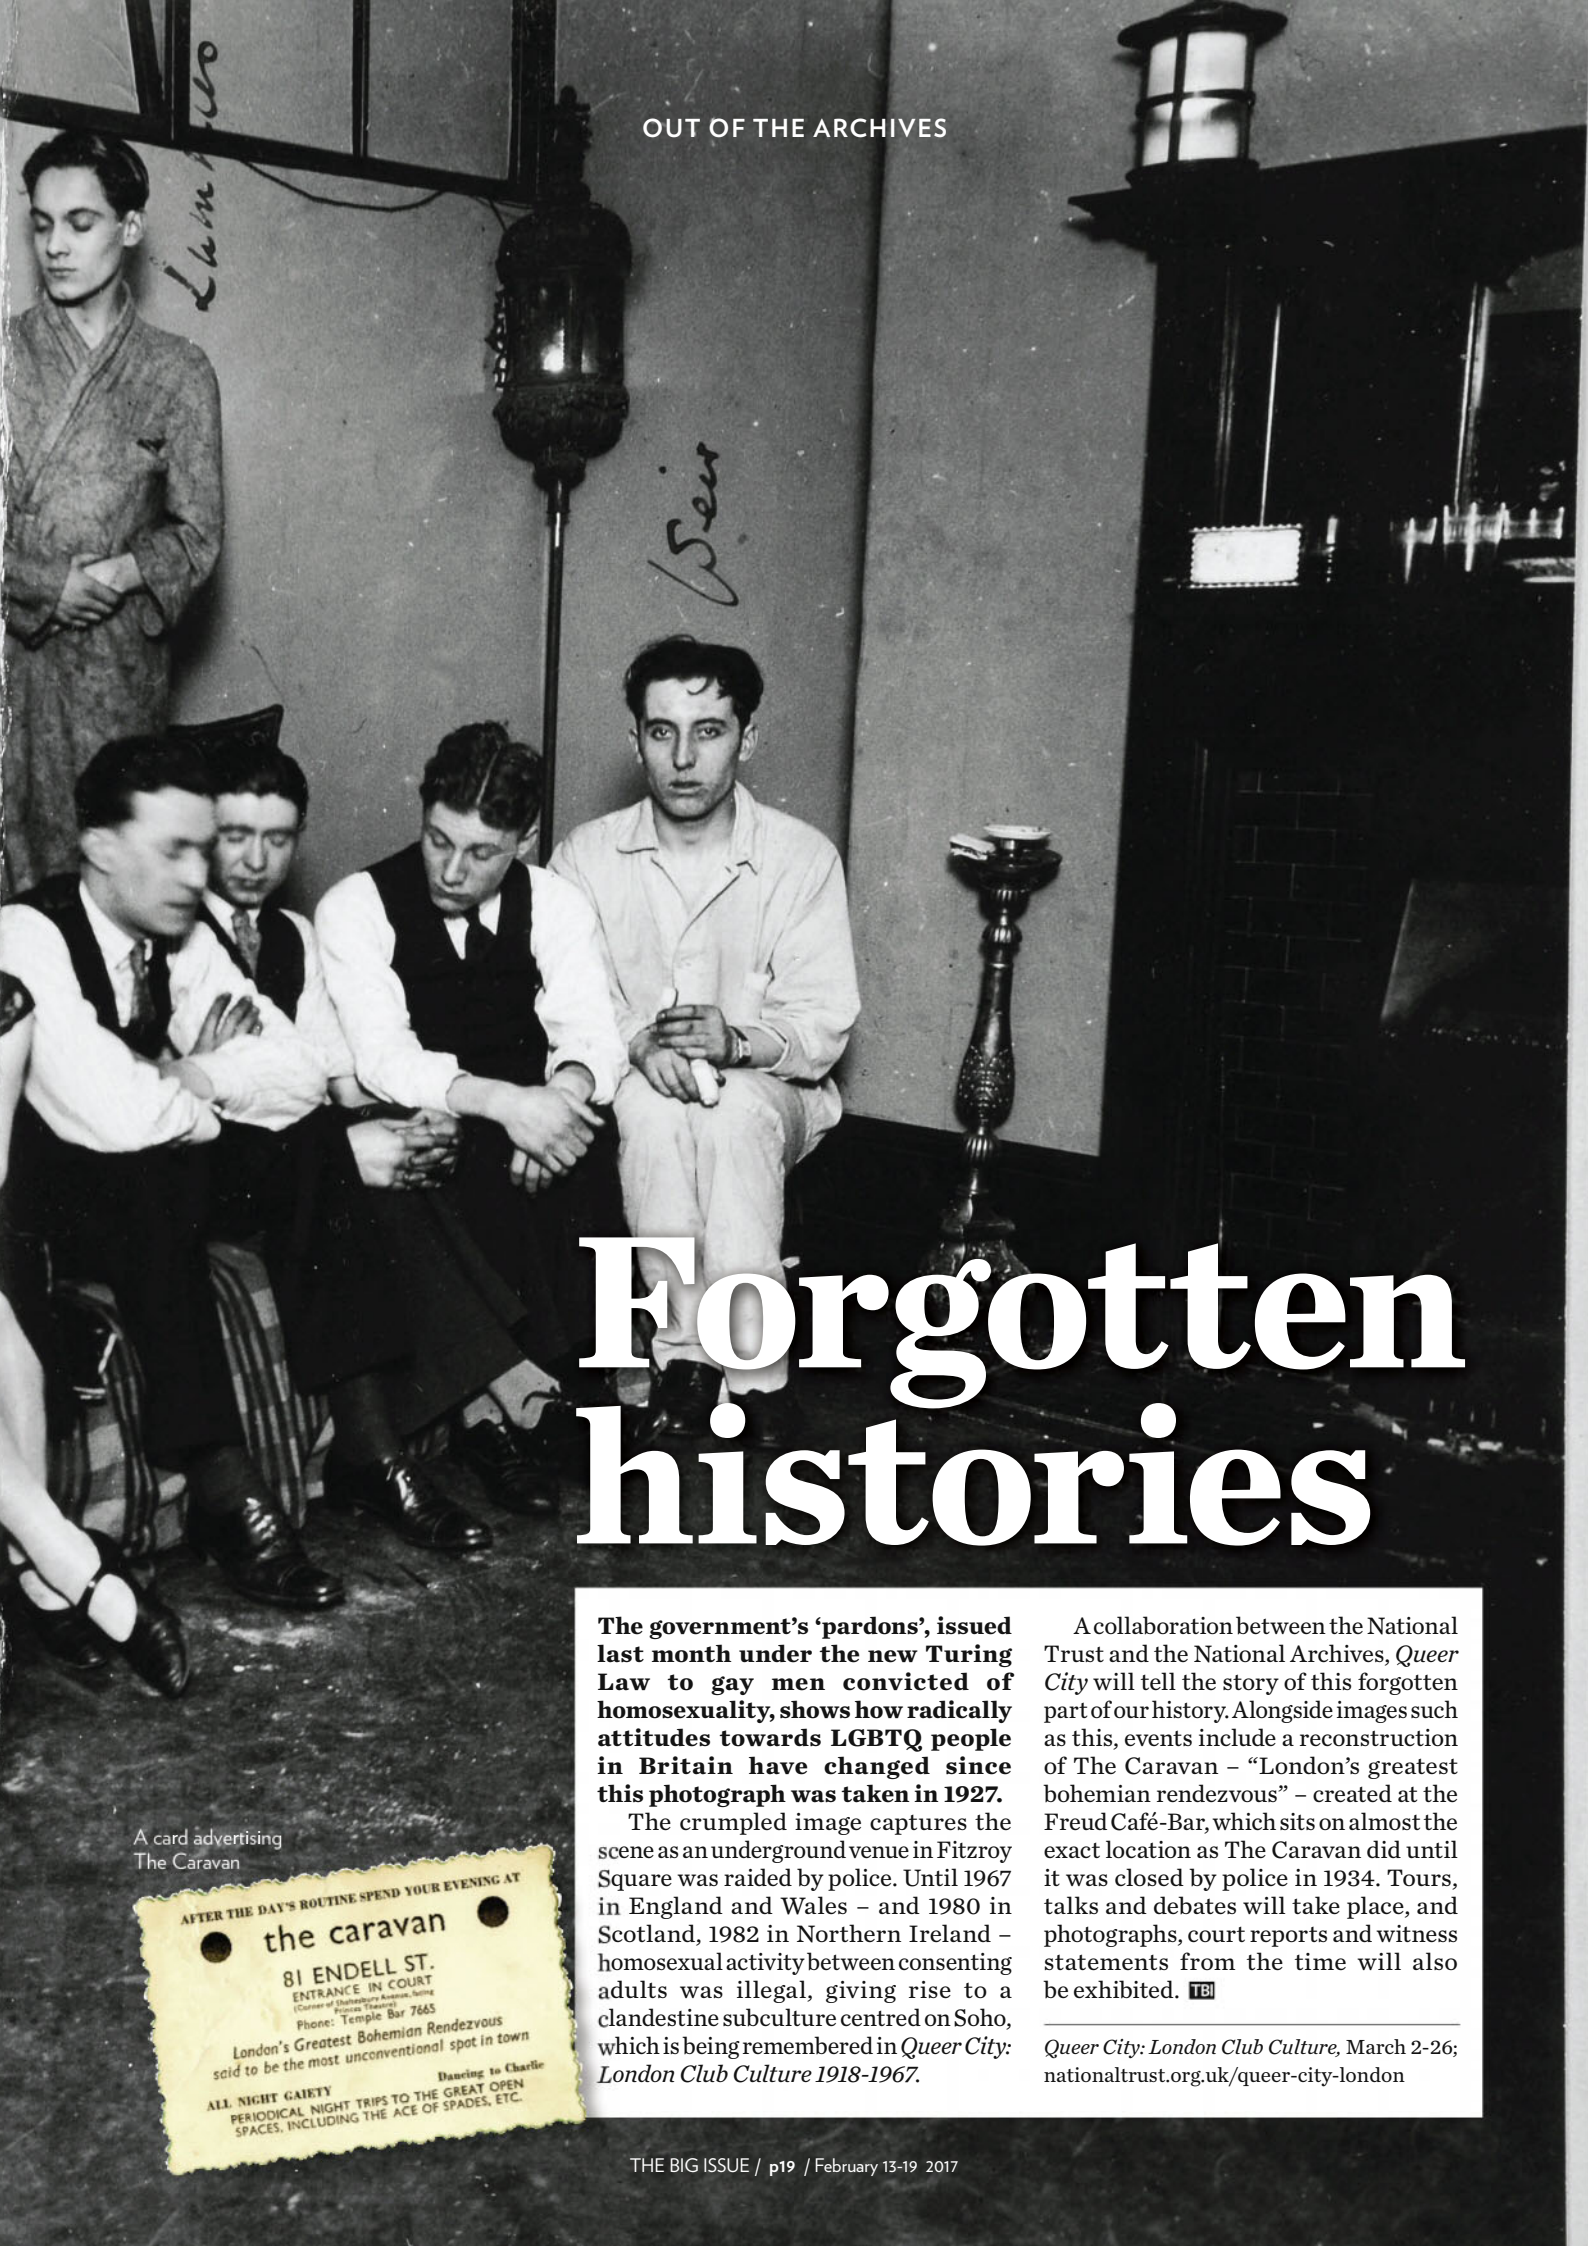 OUT OF THE ARCHIVES
Weir
Forgotten
histories
The government's 'pardons', issued
last month under the new Turing
Law to gay men convicted of
homosexuality, shows how radically
attitudes towards LGBTQ people
in Britain have changed since
this photograph was taken in 1927.
The crumpled image captures the
scene as an underground venue in Fitzroy
Square was raided by police. Until 1967
in England and Wales – and 1980 in
Scotland, 1982 in Northern Ireland –
homosexual activity between consenting
adults was illegal, giving rise to a
clandestine subculture centred on Soho,
which is being remembered in Queer City:
London Club Culture 1918-1967.
A collaboration between the National
Trust and the National Archives, Queer
City will tell the story of this forgotten
part of our history. Alongside images such
as this, events include a reconstruction
of The Caravan – “London's greatest
bohemian rendezvous” – created at the
Freud Café-Bar, which sits on almost the
exact location as The Caravan did until
it was closed by police in 1934. Tours,
talks and debates will take place, and
photographs, court reports and witness
statements from the time will also
be exhibited. TBI
Queer City: London Club Culture, March 2-26;
nationaltrust.org.uk/queer-city-london
A card advertising
The Caravan
AFTER THE DAY'S ROUTINE SPEND YOUR EVENING AT
the caravan
81 ENDELL ST.
ENTRANCE IN COURT
(Corner of Shaftesbury Avenue, facing
Princes Theatre)
Phone: Temple Bar 7665
London's Greatest Bohemian Rendezvous
said to be the most unconventional spot in town
ALL NIGHT GAIETY Dancing to Charlie
PERIODICAL NIGHT TRIPS TO THE GREAT OPEN
SPACES, INCLUDING THE ACE OF SPADES, ETC.
THE BIG ISSUE / p19 / February 13-19 2017